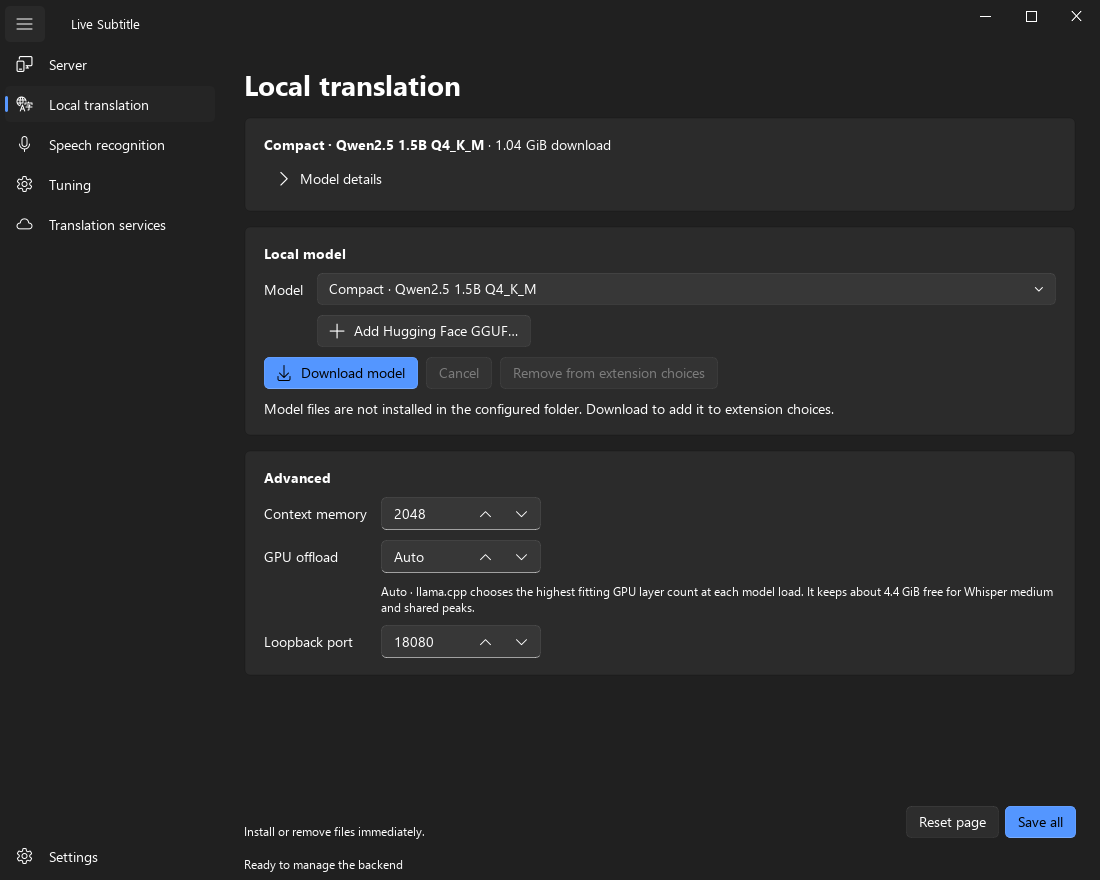 Live Subtitle
Server
Local translation
Speech recognition
Tuning
Translation services
Settings
Local translation
Compact · Qwen2.5 1.5B Q4_K_M · 1.04 GiB download
Model details
Local model
Model
Compact · Qwen2.5 1.5B Q4_K_M
Add Hugging Face GGUF...
Download model
Cancel
Remove from extension choices
Model files are not installed in the configured folder. Download to add it to extension choices.
Advanced
Context memory
2048
GPU offload
Auto
Auto · llama.cpp chooses the highest fitting GPU layer count at each model load. It keeps about 4.4 GiB free for Whisper medium
and shared peaks.
Loopback port
18080
Install or remove files immediately.
Reset page
Save all
Ready to manage the backend